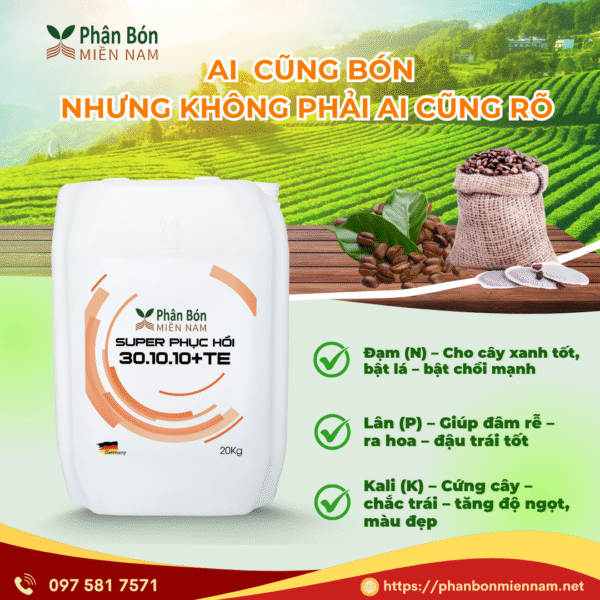 Phân Bón
MIỀN NAM
AI CŨNG BÓN
NHƯNG KHÔNG PHẢI AI CŨNG RÕ
Phân Bón
MIỀN NAM
SUPER PHỤC HỒI
30.10.10+TE
Germany
20Kg
Đạm (N) – Cho cây xanh tốt,
bật lá – bật chồi mạnh
Lân (P) – Giúp đâm rễ –
ra hoa – đậu trái tốt
Kali (K) – Cứng cây –
chắc trái – tăng độ ngọt,
màu đẹp
097 581 7571
https://phanbonmiennam.net